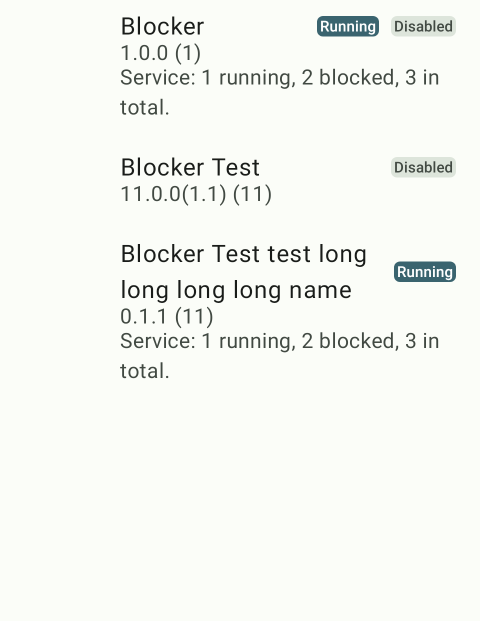 Blocker Running Disabled
1.0.0 (1)
Service: 1 running, 2 blocked, 3 in
total.
Blocker Test Disabled
11.0.0(1.1) (11)
Blocker Test test long
long long long name Running
0.1.1 (11)
Service: 1 running, 2 blocked, 3 in
total.